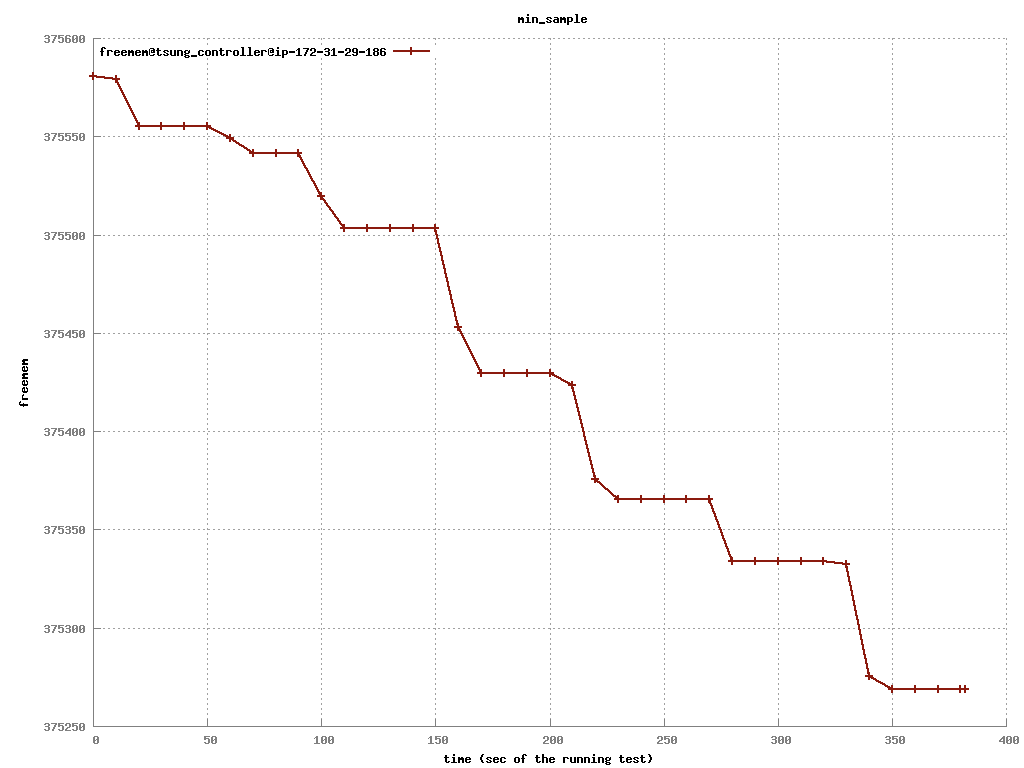 min_sample
freemem@tsung_controller@ip-172-31-29-186
375600
375550
375500
375450
375400
375350
375300
375250
freemem
0 50 100 150 200 250 300 350 400
time (sec of the running test)